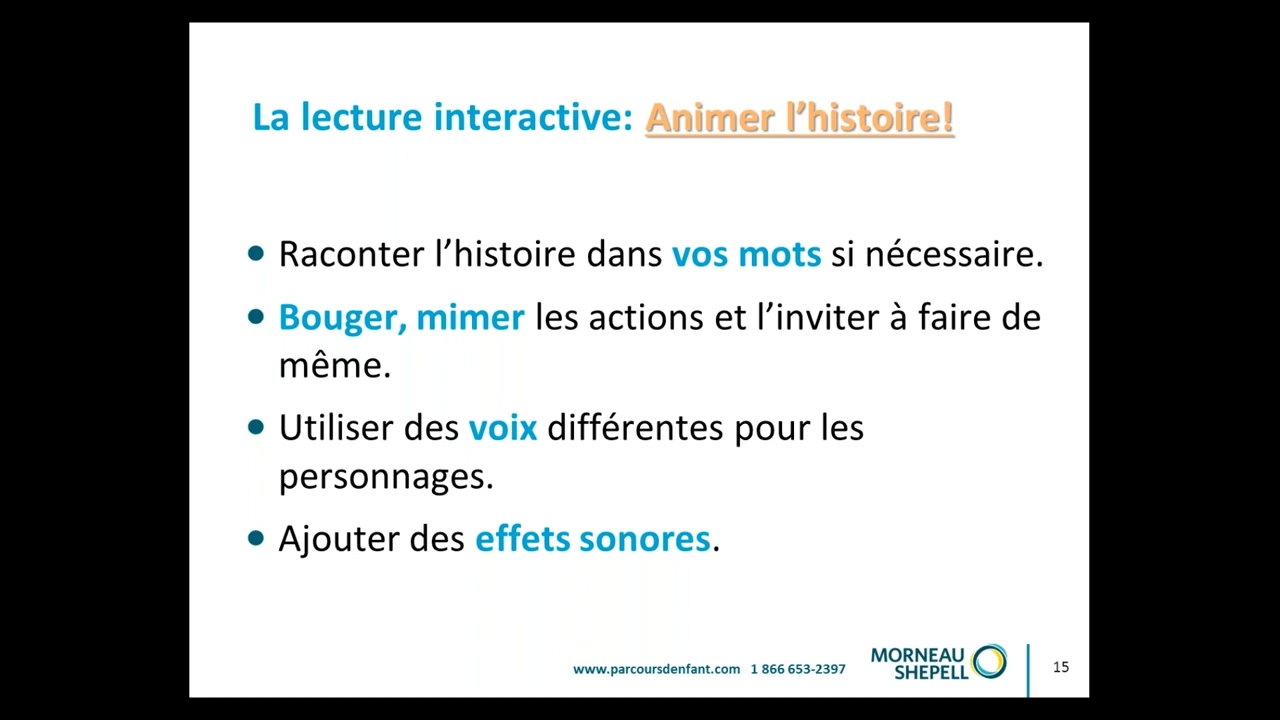 La lecture interactive: Animer l’histoire!
• Raconter l’histoire dans vos mots si nécessaire.
• Bouger, mimer les actions et l’inviter à faire de
même.
• Utiliser des voix différentes pour les
personnages.
• Ajouter des effets sonores.
www.parcoursdenfant.com 1 866 653-2397
MORNEAU
SHEPELL
15